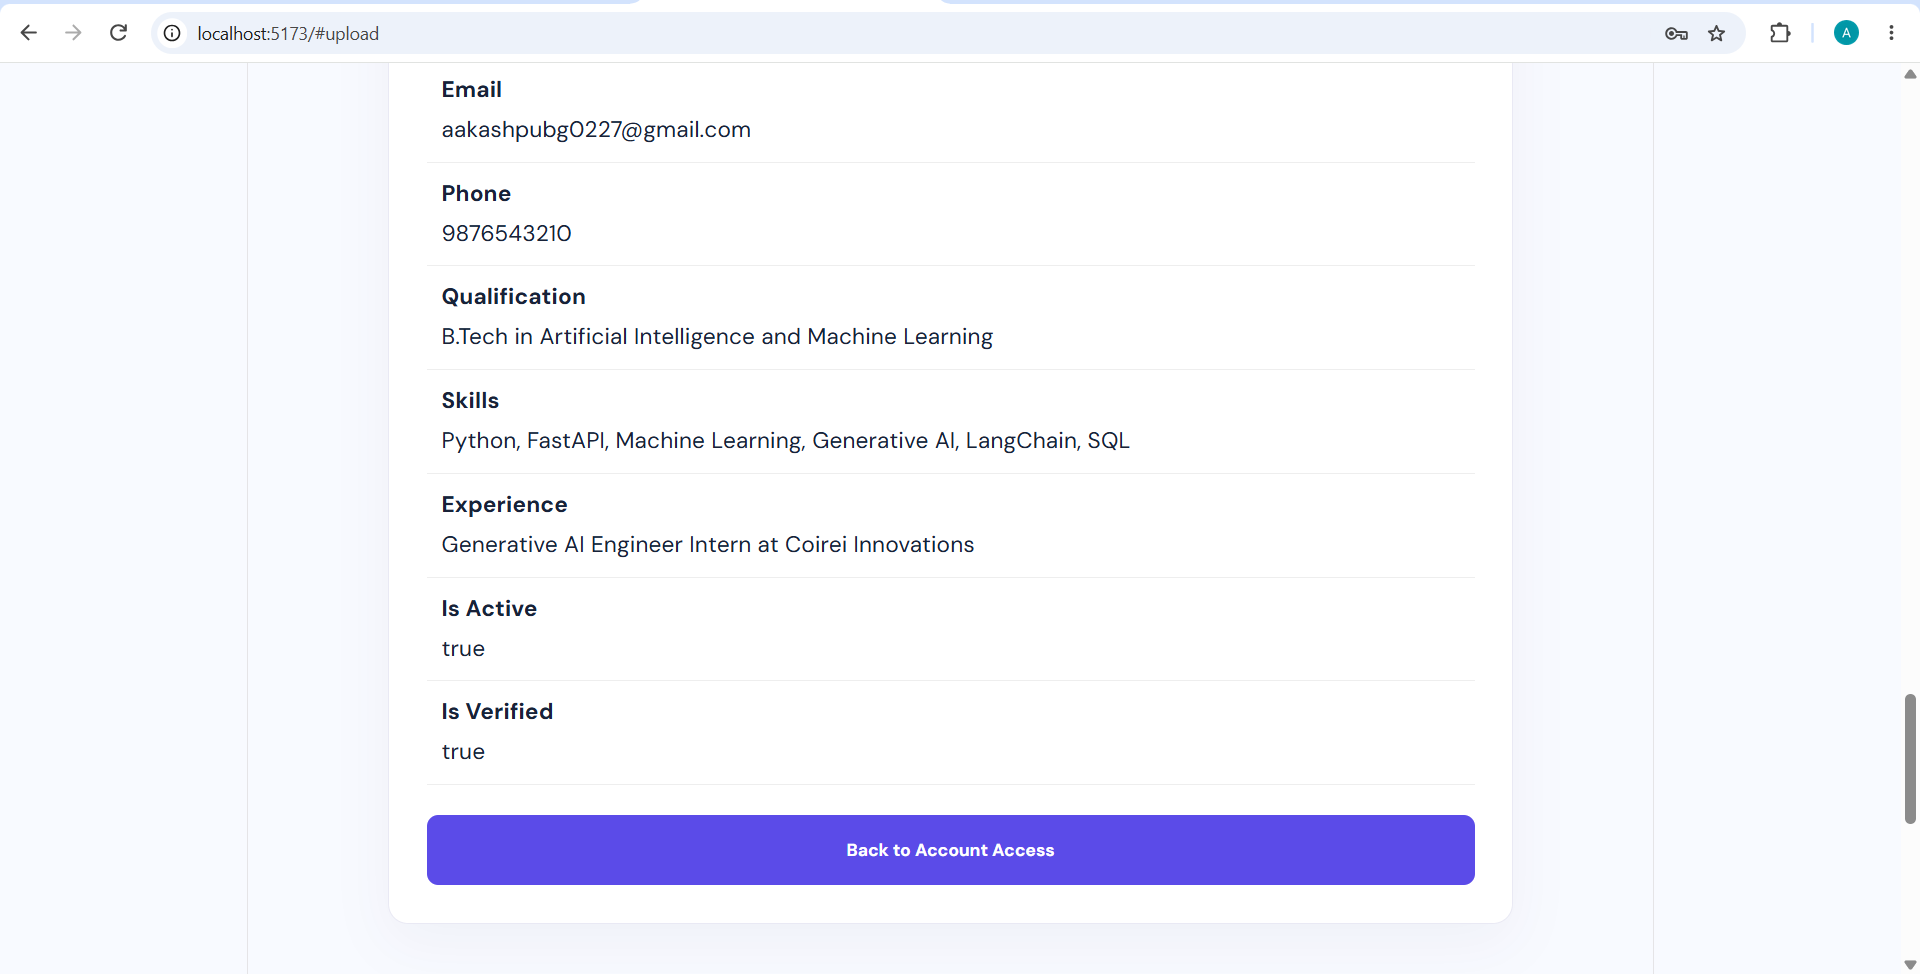 localhost:5173/#upload
A
Email
aakashpubg0227@gmail.com
Phone
9876543210
Qualification
B.Tech in Artificial Intelligence and Machine Learning
Skills
Python, FastAPI, Machine Learning, Generative AI, LangChain, SQL
Experience
Generative AI Engineer Intern at Coirei Innovations
Is Active
true
Is Verified
true
Back to Account Access